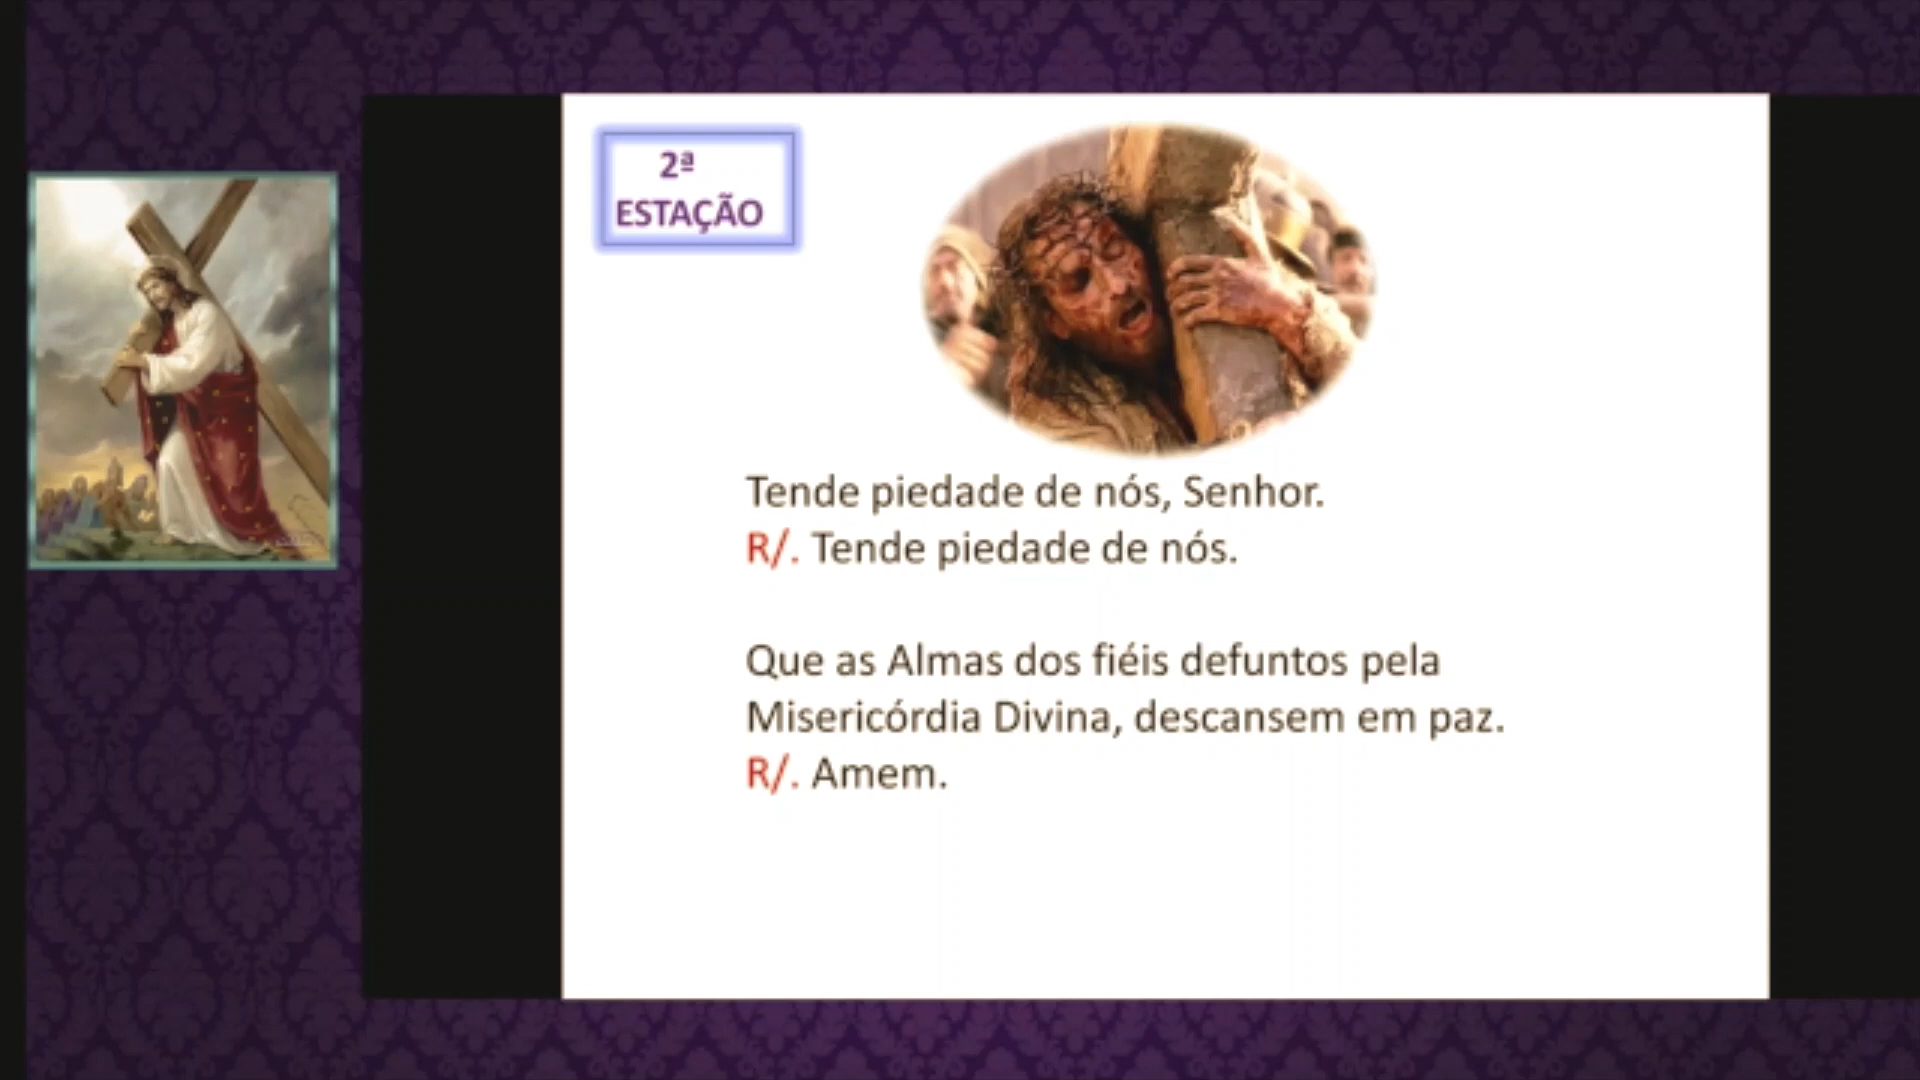 2ª
ESTAÇÃO
Tende piedade de nós, Senhor.
R/. Tende piedade de nós.
Que as Almas dos fiéis defuntos pela
Misericórdia Divina, descansem em paz.
R/. Amem.